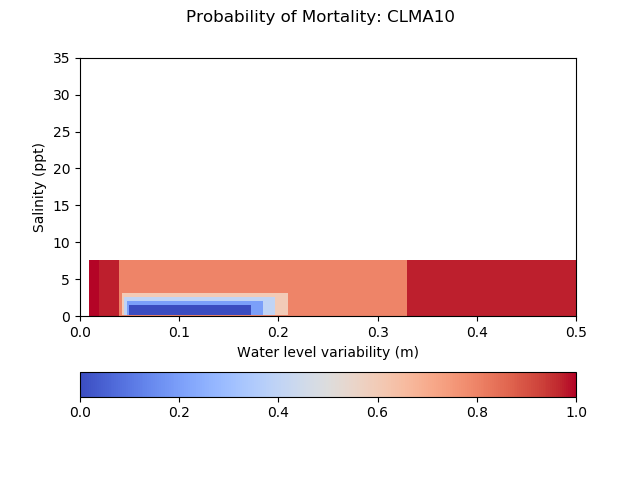 Probability of Mortality: CLMA10
Salinity (ppt)
35
30
25
20
15
10
5
0
0.0 0.1 0.2 0.3 0.4 0.5
Water level variability (m)
0.0 0.2 0.4 0.6 0.8 1.0